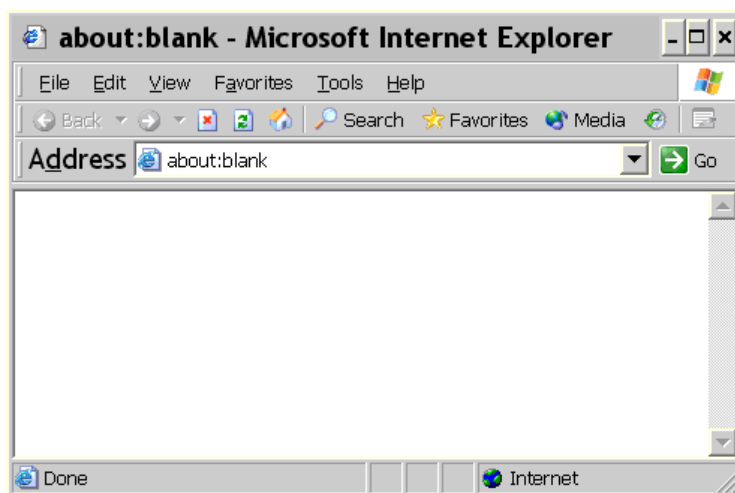 about:blank - Microsoft Internet Explorer
File Edit View Favorites Tools Help
Back Search Favorites Media
Address about:blank Go
Done Internet